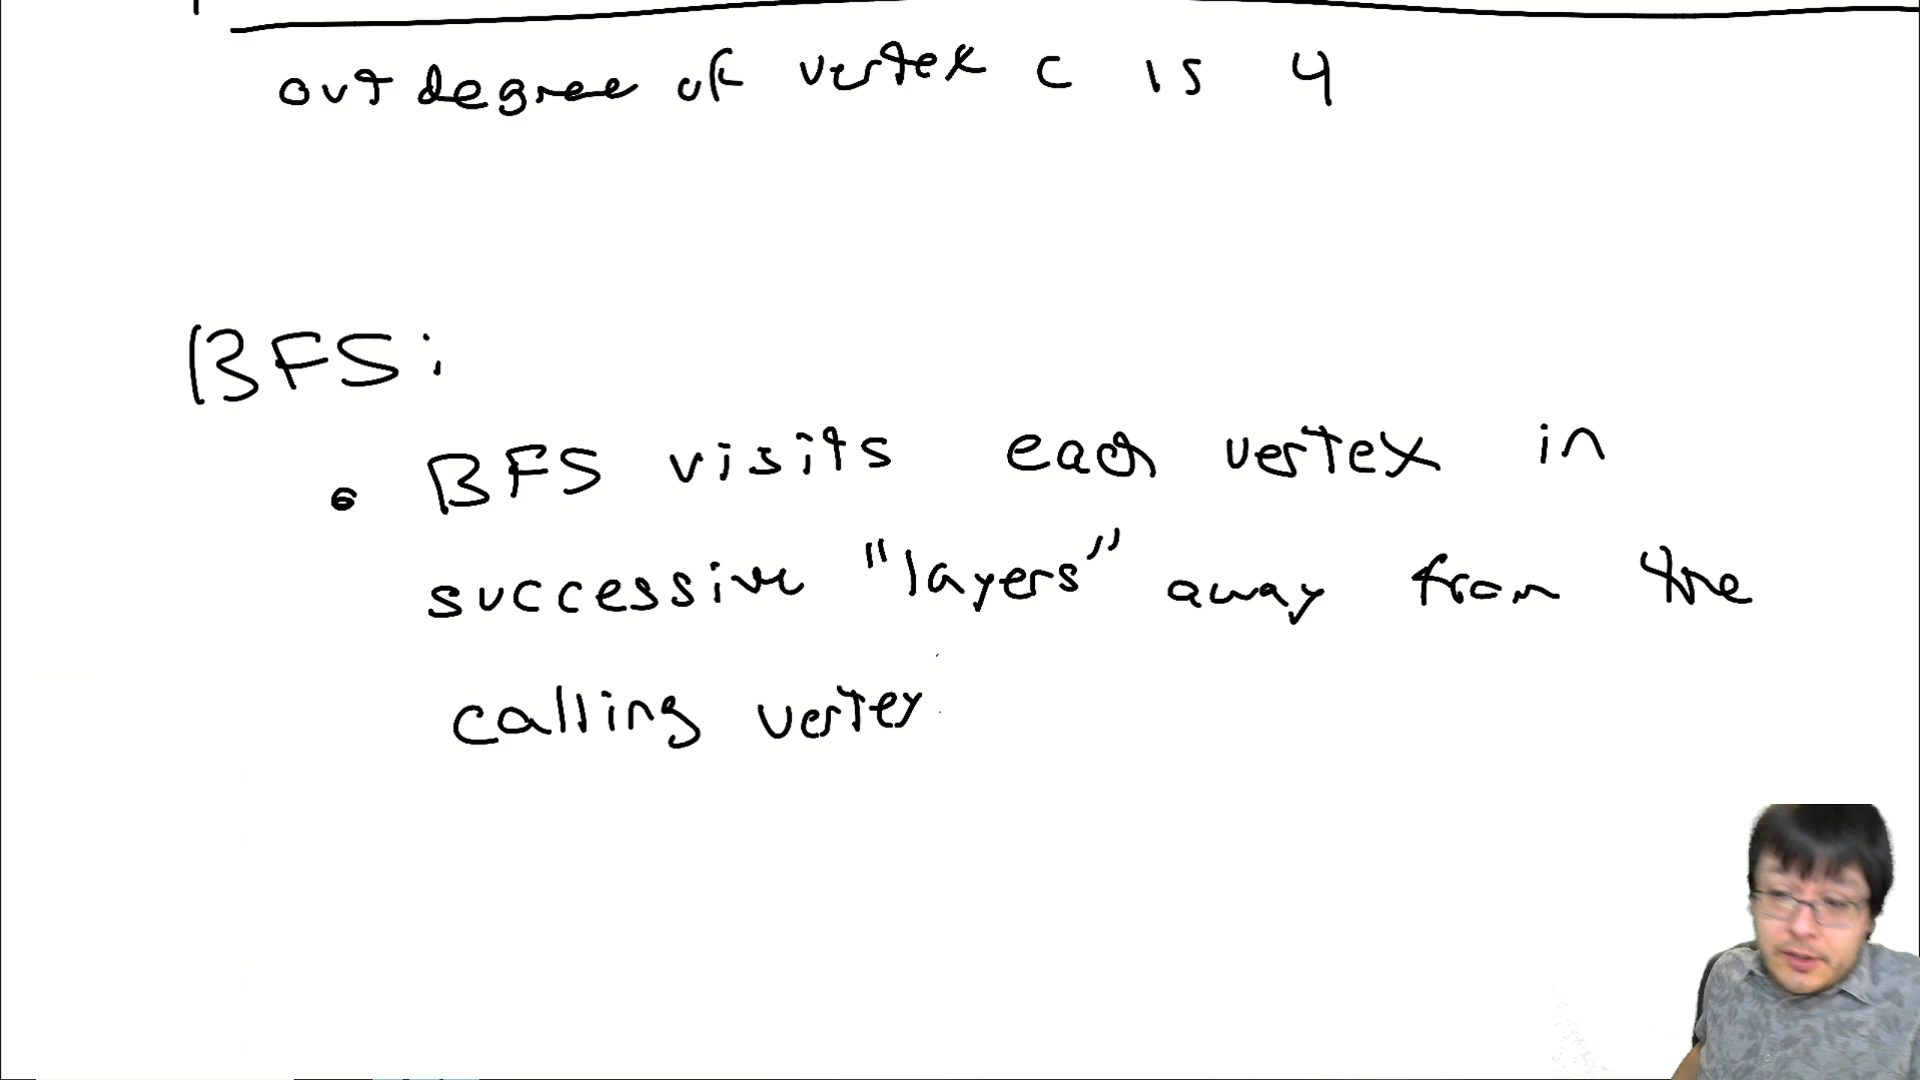 out degree of vertex c is 4
BFS:
• BFS visits each vertex in
successive "layers" away from the
calling vertex